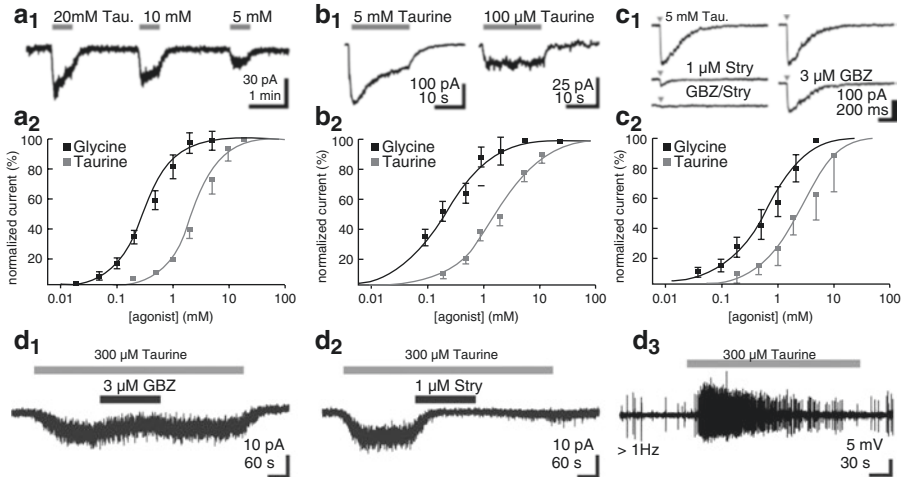 a1
20mM Tau.
10 mM
5 mM
30 pA
1 min
b1
5 mM Taurine
100 µM Taurine
100 pA
10 s
25 pA
10 s
c1
5 mM Tau.
1 µM Stry
GBZ/Stry
3 µM GBZ
100 pA
200 ms
a2
Glycine
Taurine
normalized current (%)
100
80
60
40
20
0.01
0.1
1
10
100
[agonist] (mM)
b2
Glycine
Taurine
normalized current (%)
100
80
60
40
20
0.01
0.1
1
10
100
[agonist] (mM)
c2
Glycine
Taurine
normalized current (%)
100
80
60
40
20
0.01
0.1
1
10
100
[agonist] (mM)
d1
300 µM Taurine
3 µM GBZ
10 pA
60 s
d2
300 µM Taurine
1 µM Stry
10 pA
60 s
d3
300 µM Taurine
> 1Hz
5 mV
30 s